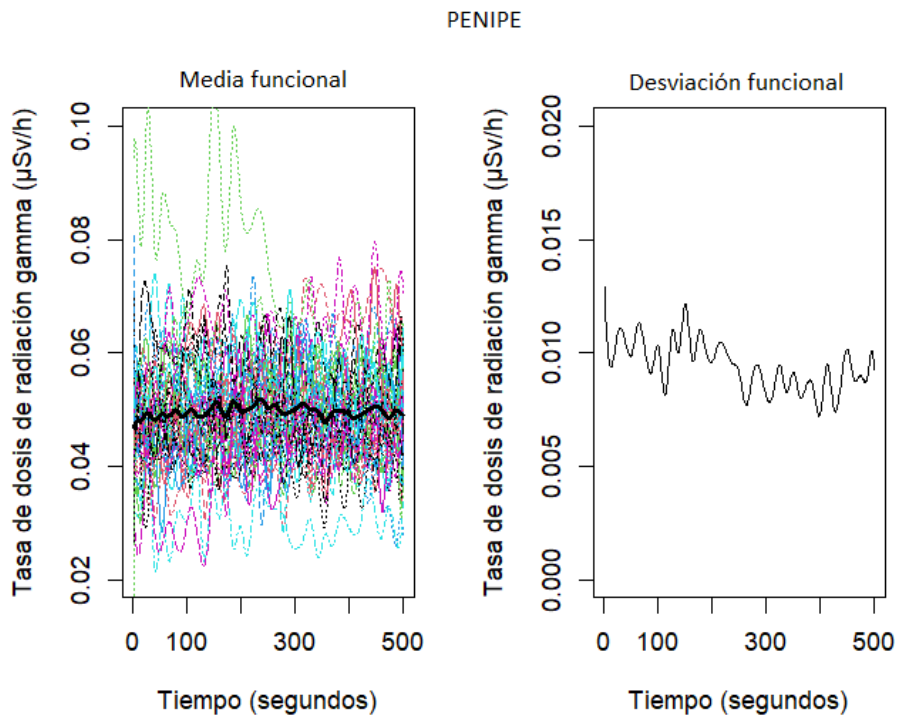 PENIPE
Media funcional
Tasa de dosis de radiación gamma (µSv/h)
0.10
0.08
0.06
0.04
0.02
0
100
300
500
Tiempo (segundos)
Desviación funcional
Tasa de dosis de radiación gamma (µSv/h)
0.020
0.015
0.010
0.005
0.000
0
100
300
500
Tiempo (segundos)